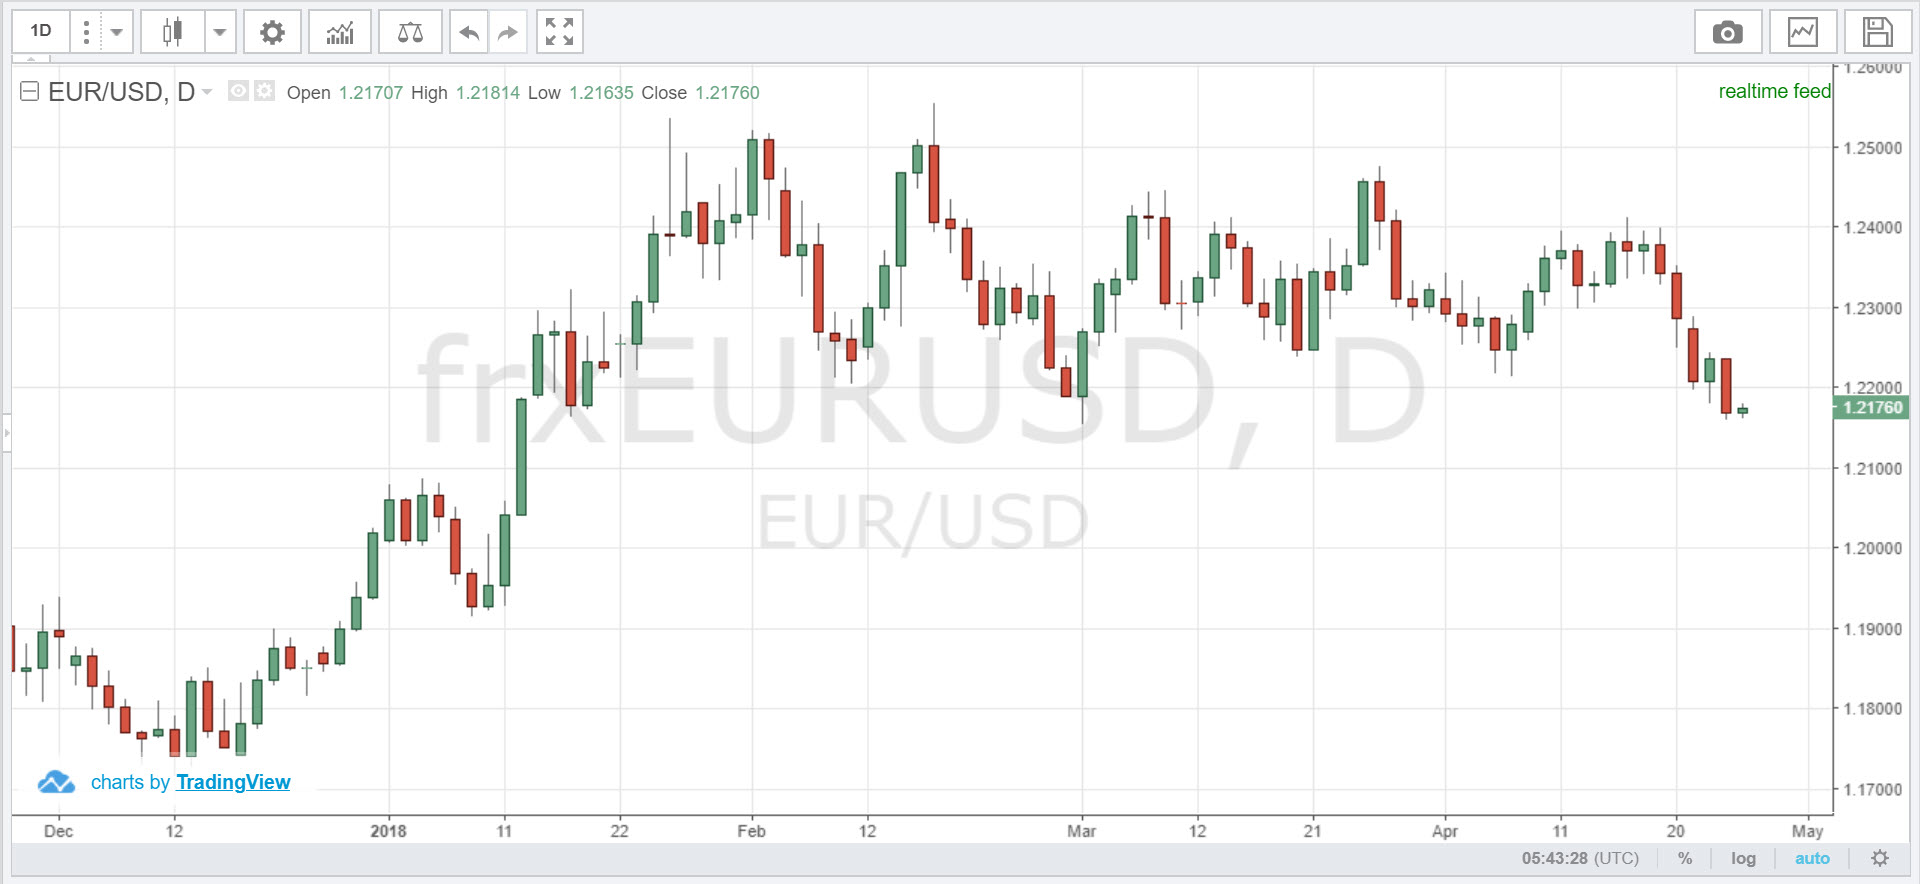 1D
EUR/USD, D Open 1.21707 High 1.21814 Low 1.21635 Close 1.21760
realtime feed
1.26000
1.25000
1.24000
1.23000
1.22000
1.21760
1.21000
1.20000
1.19000
1.18000
1.17000
frxEURUSD, D
EUR/USD
charts by TradingView
Dec 12 2018 11 22 Feb 12 Mar 12 21 Apr 11 20 May
05:43:28 (UTC) % log auto